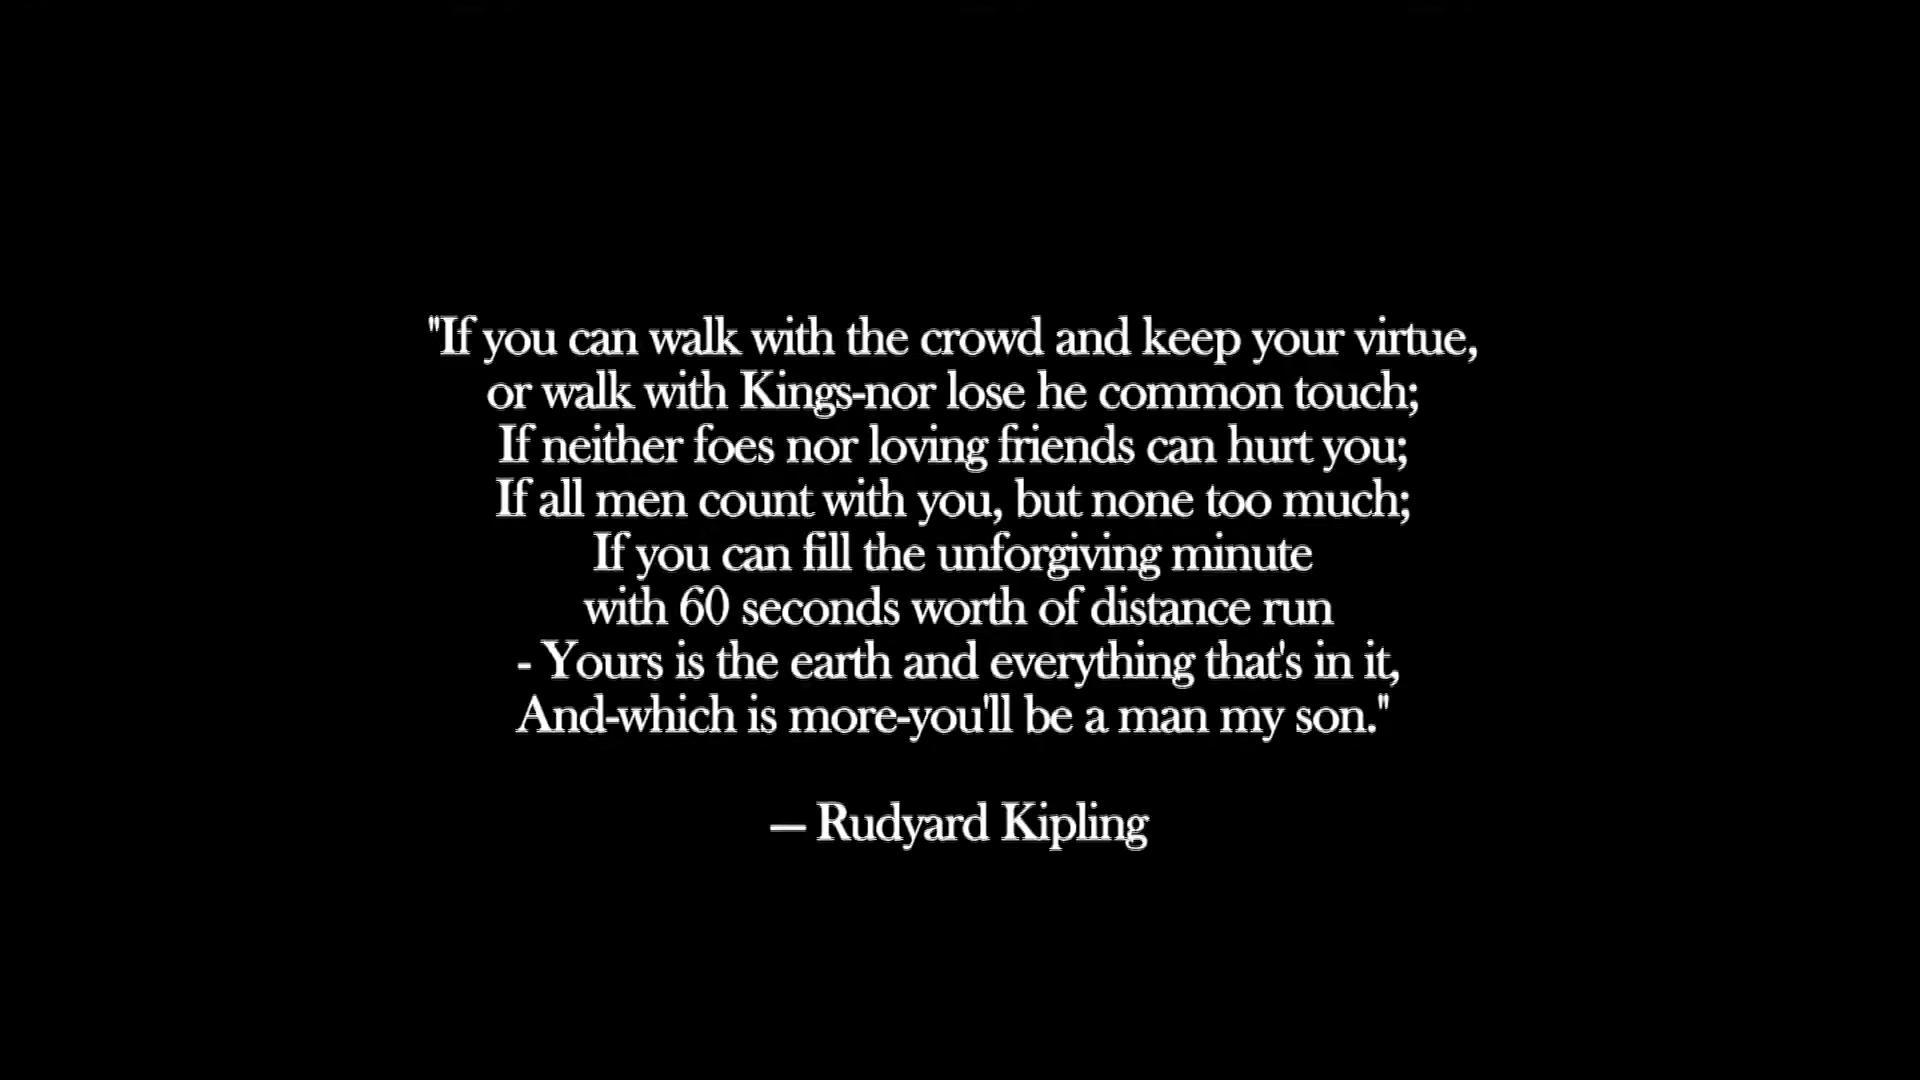 "If you can walk with the crowd and keep your virtue,
or walk with Kings-nor lose he common touch;
If neither foes nor loving friends can hurt you;
If all men count with you, but none too much;
If you can fill the unforgiving minute
with 60 seconds worth of distance run
- Yours is the earth and everything that's in it,
And-which is more-you'll be a man my son."
— Rudyard Kipling